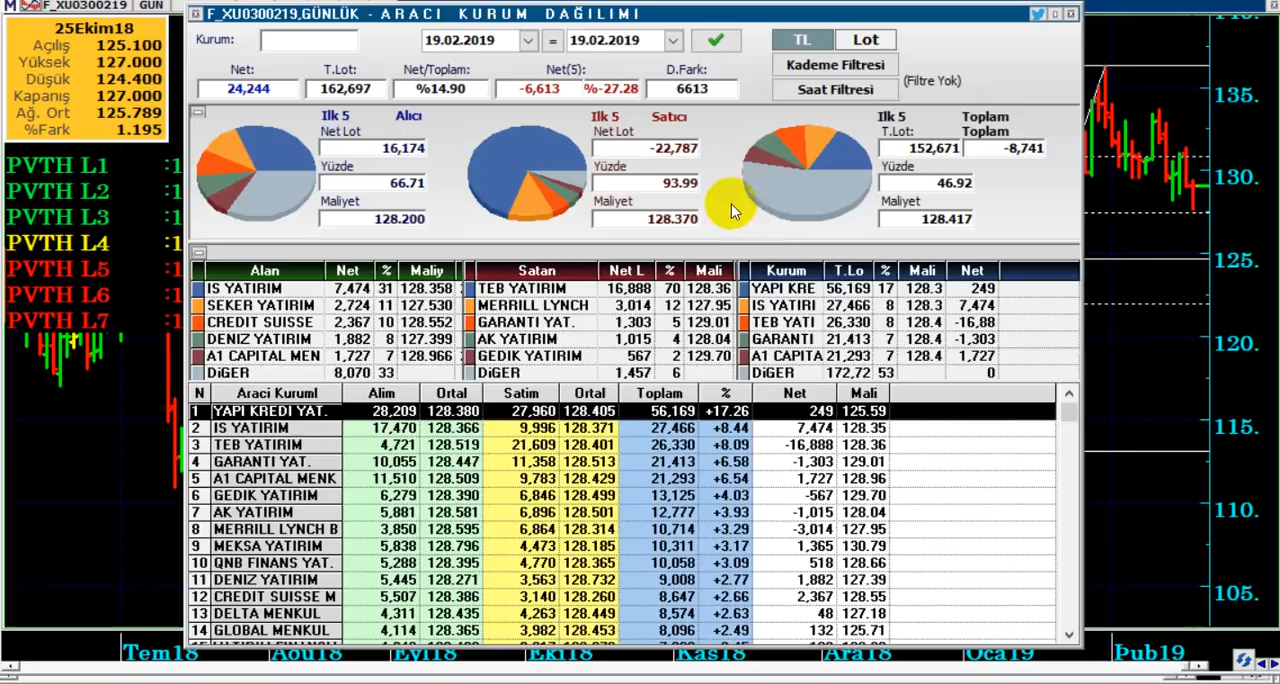 M F_XU0300219 GÜN
F_XU0300219,GÜNLÜK - ARACI KURUM DAĞILIMI
25Ekim18
Açılış 125.100
Yüksek 127.000
Düşük 124.400
Kapanış 127.000
Ağ. Ort 125.789
%Fark 1.195
PVTH L1 :1
PVTH L2 :1
PVTH L3 :1
PVTH L4 :1
PVTH L5 :1
PVTH L6 :1
PVTH L7 :1
Kurum: 19.02.2019 = 19.02.2019 TL Lot
Kademe Filtresi
Saat Filtresi (Filtre Yok)
Net: T.Lot: Net/Toplam: Net(5): D.Fark:
24,244 162,697 %14.90 -6,613 %-27.28 6613
Ilk 5 Alıcı
Net Lot
16,174
Yüzde
66.71
Maliyet
128.200
Ilk 5 Satıcı
Net Lot
-22,787
Yüzde
93.99
Maliyet
128.370
Ilk 5 Toplam
T.Lot: Toplam
152,671 -8,741
Yüzde
46.92
Maliyet
128.417
Alan Net % Maliy
IS YATIRIM 7,474 31 128.358
SEKER YATIRIM 2,724 11 127.530
CREDIT SUISSE 2,367 10 128.552
DENIZ YATIRIM 1,882 8 127.399
A1 CAPITAL MEN 1,727 7 128.966
DiGER 8,070 33
Satan Net L % Mali
TEB YATIRIM 16,888 70 128.36
MERRILL LYNCH 3,014 12 127.95
GARANTI YAT. 1,303 5 129.01
AK YATIRIM 1,015 4 128.04
GEDIK YATIRIM 567 2 129.70
DiGER 1,457 6
Kurum T.Lo % Mali Net
YAPI KRE 56,169 17 128.3 249
IS YATIRI 27,466 8 128.3 7,474
TEB YATI 26,330 8 128.4 -16,88
GARANTI 21,413 7 128.4 -1,303
A1 CAPITA 21,293 7 128.4 1,727
DiGER 172,72 53 0
N Araci Kuruml Alim Ortal Satim Ortal Toplam % Net Mali
1 YAPI KREDI YAT. 28,209 128.380 27,960 128.405 56,169 +17.26 249 125.59
2 IS YATIRIM 17,470 128.366 9,996 128.371 27,466 +8.44 7,474 128.35
3 TEB YATIRIM 4,721 128.519 21,609 128.401 26,330 +8.09 -16,888 128.36
4 GARANTI YAT. 10,055 128.447 11,358 128.513 21,413 +6.58 -1,303 129.01
5 A1 CAPITAL MENK 11,510 128.509 9,783 128.429 21,293 +6.54 1,727 128.96
6 GEDIK YATIRIM 6,279 128.390 6,846 128.499 13,125 +4.03 -567 129.70
7 AK YATIRIM 5,881 128.581 6,896 128.501 12,777 +3.93 -1,015 128.04
8 MERRILL LYNCH B 3,850 128.595 6,864 128.314 10,714 +3.29 -3,014 127.95
9 MEKSA YATIRIM 5,838 128.796 4,473 128.185 10,311 +3.17 1,365 130.79
10 QNB FINANS YAT. 5,288 128.395 4,770 128.365 10,058 +3.09 518 128.66
11 DENIZ YATIRIM 5,445 128.271 3,563 128.732 9,008 +2.77 1,882 127.39
12 CREDIT SUISSE M 5,507 128.386 3,140 128.260 8,647 +2.66 2,367 128.55
13 DELTA MENKUL 4,311 128.435 4,263 128.449 8,574 +2.63 48 127.18
14 GLOBAL MENKUL 4,114 128.365 3,982 128.453 8,096 +2.49 132 125.71
135.
130.
125.
120.
115.
110.
105.
Tem18 Aðu18 Eyl18 Eki18 Kas18 Ara18 Oca19 Þub19